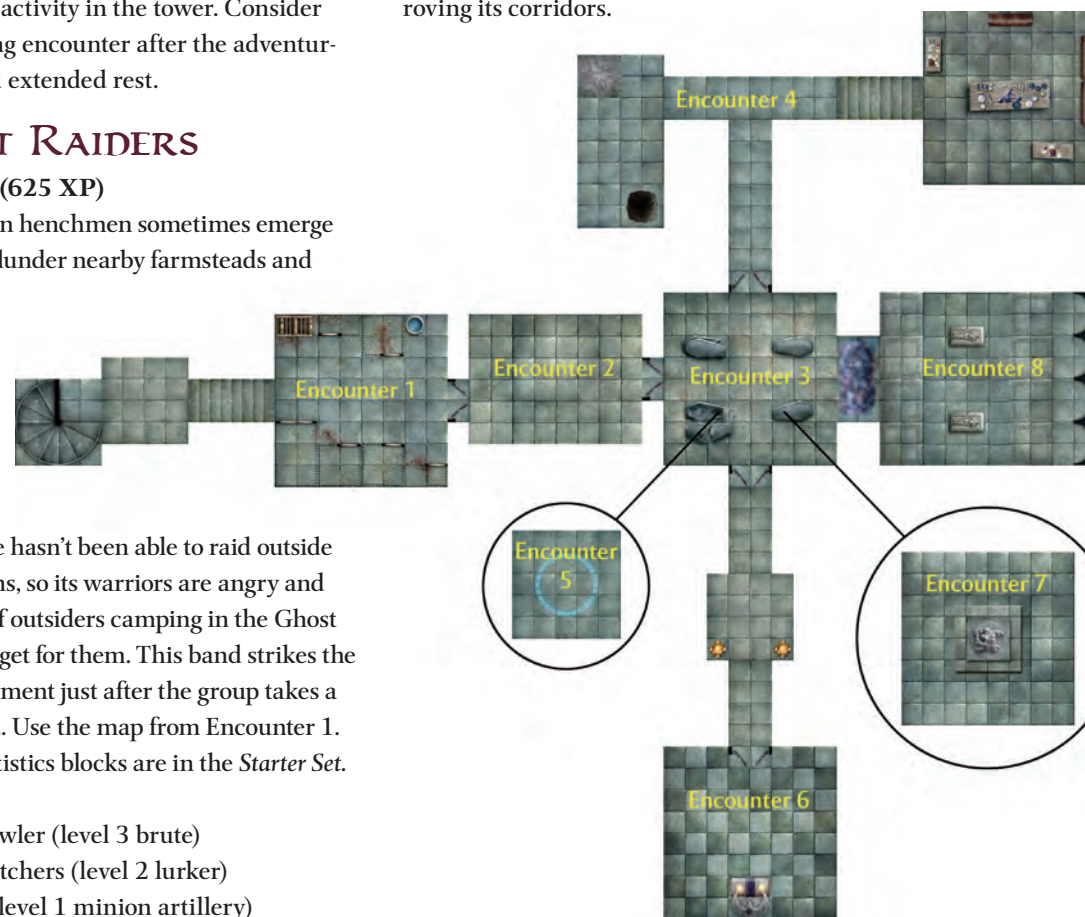 activity in the tower. Consider
ng encounter after the adventur-
extended rest.
T RAIDERS
(625 XP)
n henchmen sometimes emerge
lunder nearby farmsteads and
e hasn't been able to raid outside
ns, so its warriors are angry and
f outsiders camping in the Ghost
get for them. This band strikes the
ment just after the group takes a
t. Use the map from Encounter 1.
tistics blocks are in the Starter Set.
wler (level 3 brute)
tchers (level 2 lurker)
level 1 minion artillery)
roving its corridors.
Encounter 4
Encounter 1
Encounter 2
Encounter 3
Encounter 8
Encounter
5
Encounter 7
Encounter 6